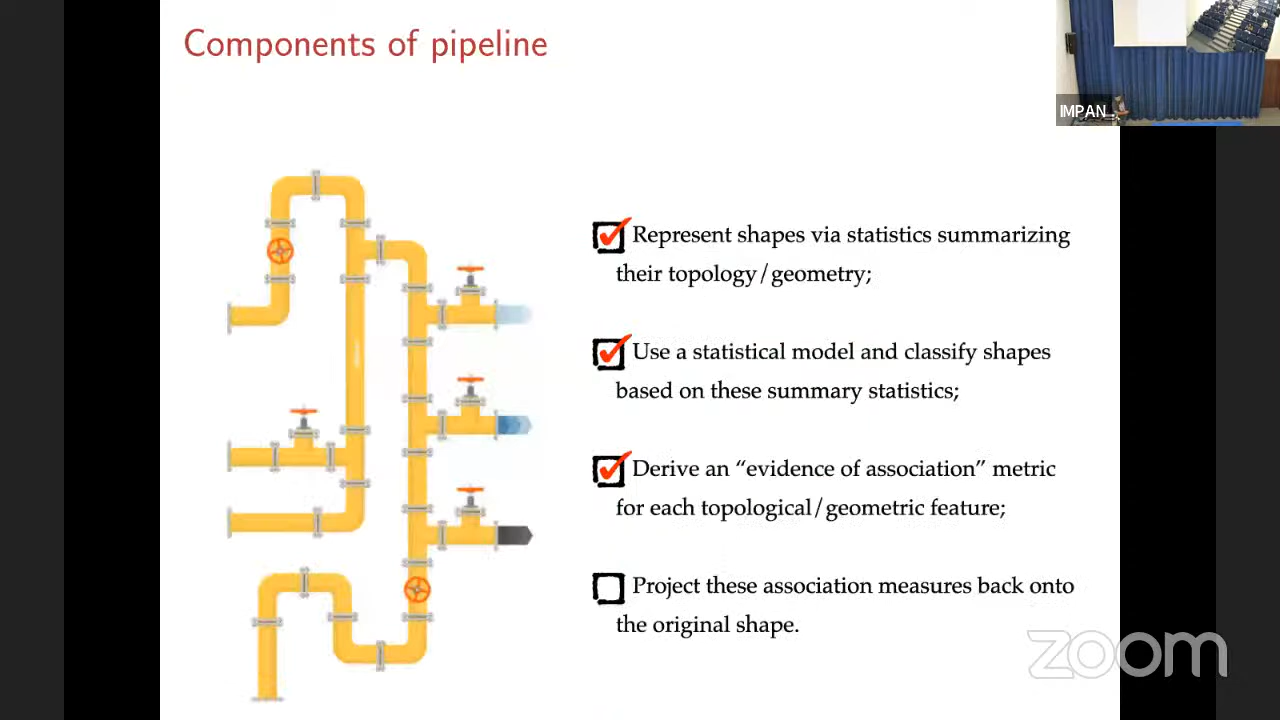 Components of pipeline
IMPAN...
Represent shapes via statistics summarizing
their topology/geometry;
Use a statistical model and classify shapes
based on these summary statistics;
Derive an “evidence of association” metric
for each topological/geometric feature;
Project these association measures back onto
the original shape.
zoom